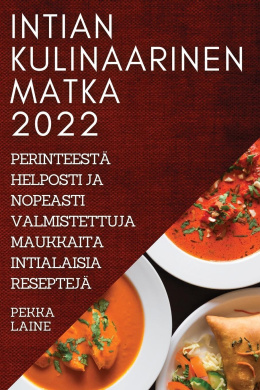 INTIAN
KULINAARINEN
MATKA
2022
PERINTEESTÄ
HELPOSTI JA
NOPEASTI
VALMISTETTUJA
MAUKKAITA
INTIALAISIA
RESEPTEJÄ
PEKKA
LAINE